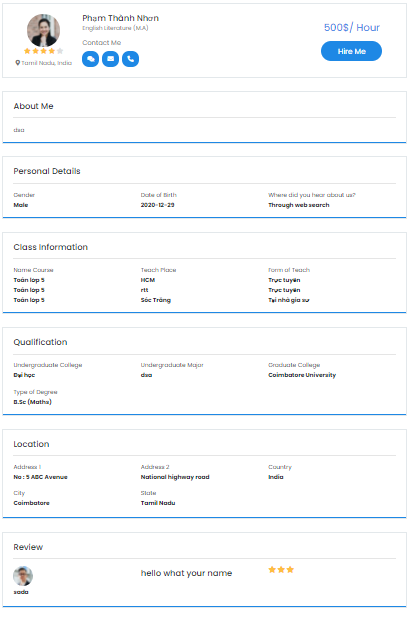 Phạm Thành Nhơn
English Literature (M.A)
Contact Me
Tamil Nadu, India
500$/ Hour
Hire Me
About Me
dsa
Personal Details
Gender Date of Birth Where did you hear about us?
Male 2020-12-29 Through web search
Class Information
Name Course Teach Place Form of Teach
Toán lớp 5 HCM Trực tuyến
Toán lớp 5 rtt Trực tuyến
Toán lớp 5 Sóc Trăng Tại nhà gia sư
Qualification
Undergraduate College Undergraduate Major Graduate College
Đại học dsa Coimbatore University
Type of Degree
B.Sc (Maths)
Location
Address 1 Address 2 Country
No : 5 ABC Avenue National highway road India
City State
Coimbatore Tamil Nadu
Review
hello what your name
sada